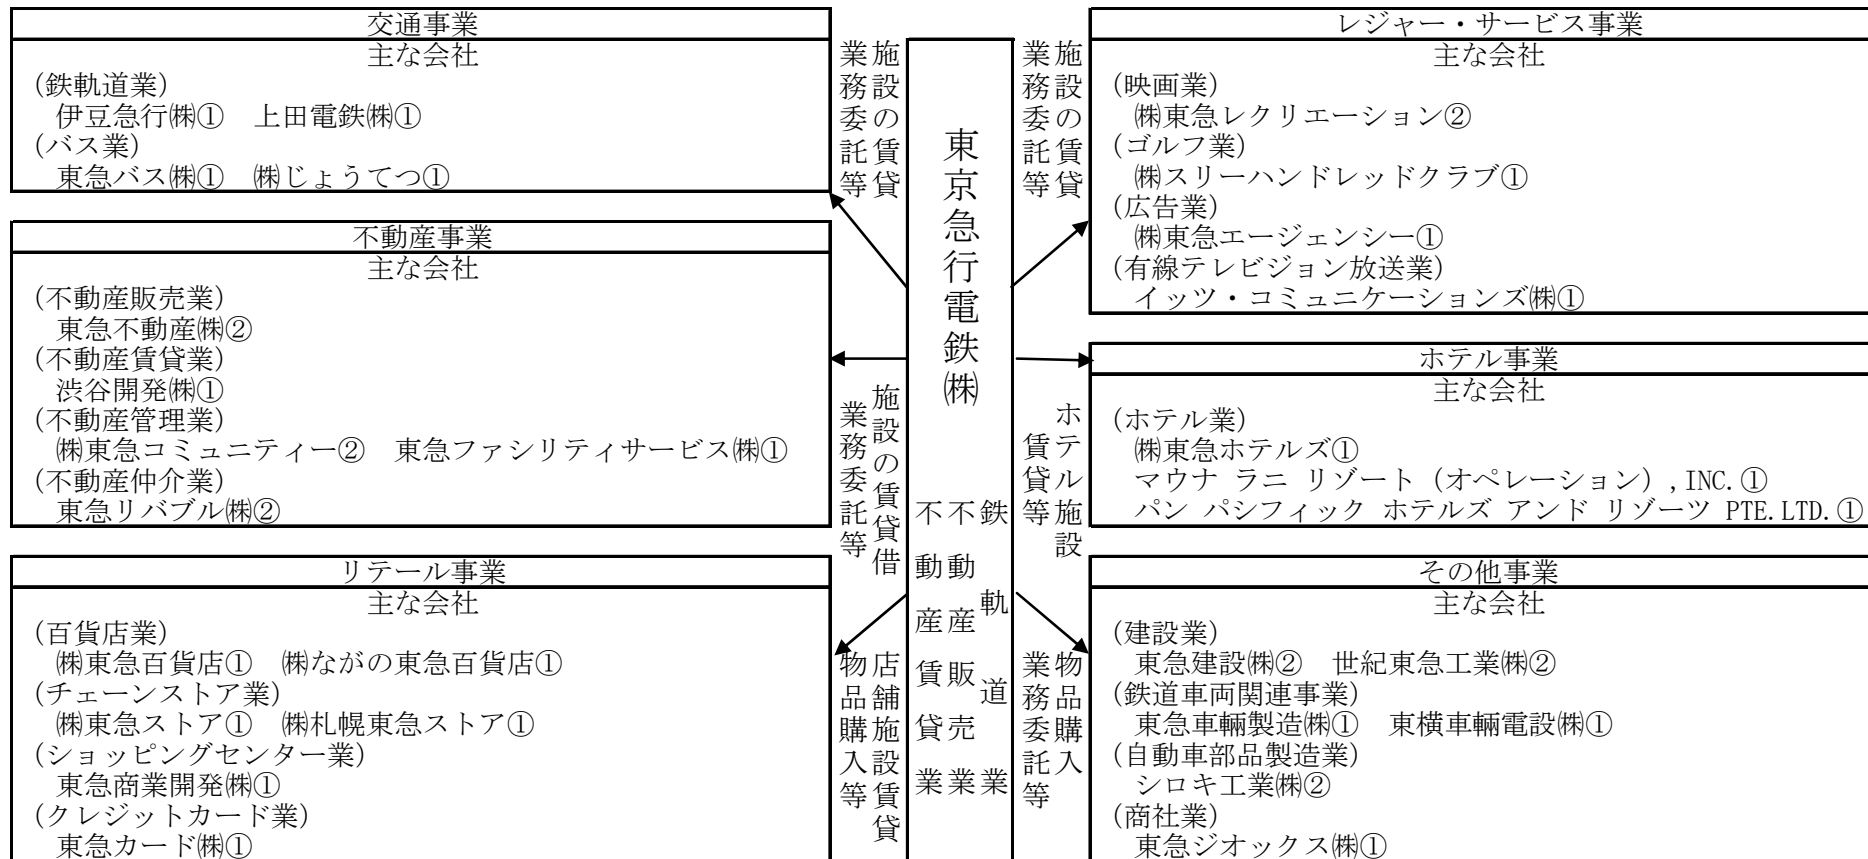 交通事業
主な会社
(鉄軌道業)
伊豆急行㈱①　上田電鉄㈱①
(バス業)
東急バス㈱①　㈱じょうてつ①
不動産事業
主な会社
(不動産販売業)
東急不動産㈱②
(不動産賃貸業)
渋谷開発㈱①
(不動産管理業)
㈱東急コミュニティー②　東急ファシリティサービス㈱①
(不動産仲介業)
東急リバブル㈱②
リテール事業
主な会社
(百貨店業)
㈱東急百貨店①　㈱ながの東急百貨店①
(チェーンストア業)
㈱東急ストア①　㈱札幌東急ストア①
(ショッピングセンター業)
東急商業開発㈱①
(クレジットカード業)
東急カード㈱①
施設の賃貸
業務委託等
施設の賃貸借
業務委託等
店舗施設賃貸
物品購入等
東京急行電鉄㈱
鉄軌道業
不動産販売業
不動産賃貸業
施設の賃貸
業務委託等
ホテル施設
賃貸等
物品購入
業務委託等
レジャー・サービス事業
主な会社
(映画業)
㈱東急レクリエーション②
(ゴルフ業)
㈱スリーハンドレッドクラブ①
(広告業)
㈱東急エージェンシー①
(有線テレビジョン放送業)
イッツ・コミュニケーションズ㈱①
ホテル事業
主な会社
(ホテル業)
㈱東急ホテルズ①
マウナ ラニ リゾート (オペレーション),INC.①
パン パシフィック ホテルズ アンド リゾーツ PTE.LTD.①
その他事業
主な会社
(建設業)
東急建設㈱②　世紀東急工業㈱②
(鉄道車両関連事業)
東急車輛製造㈱①　東横車輛電設㈱①
(自動車部品製造業)
シロキ工業㈱②
(商社業)
東急ジオックス㈱①